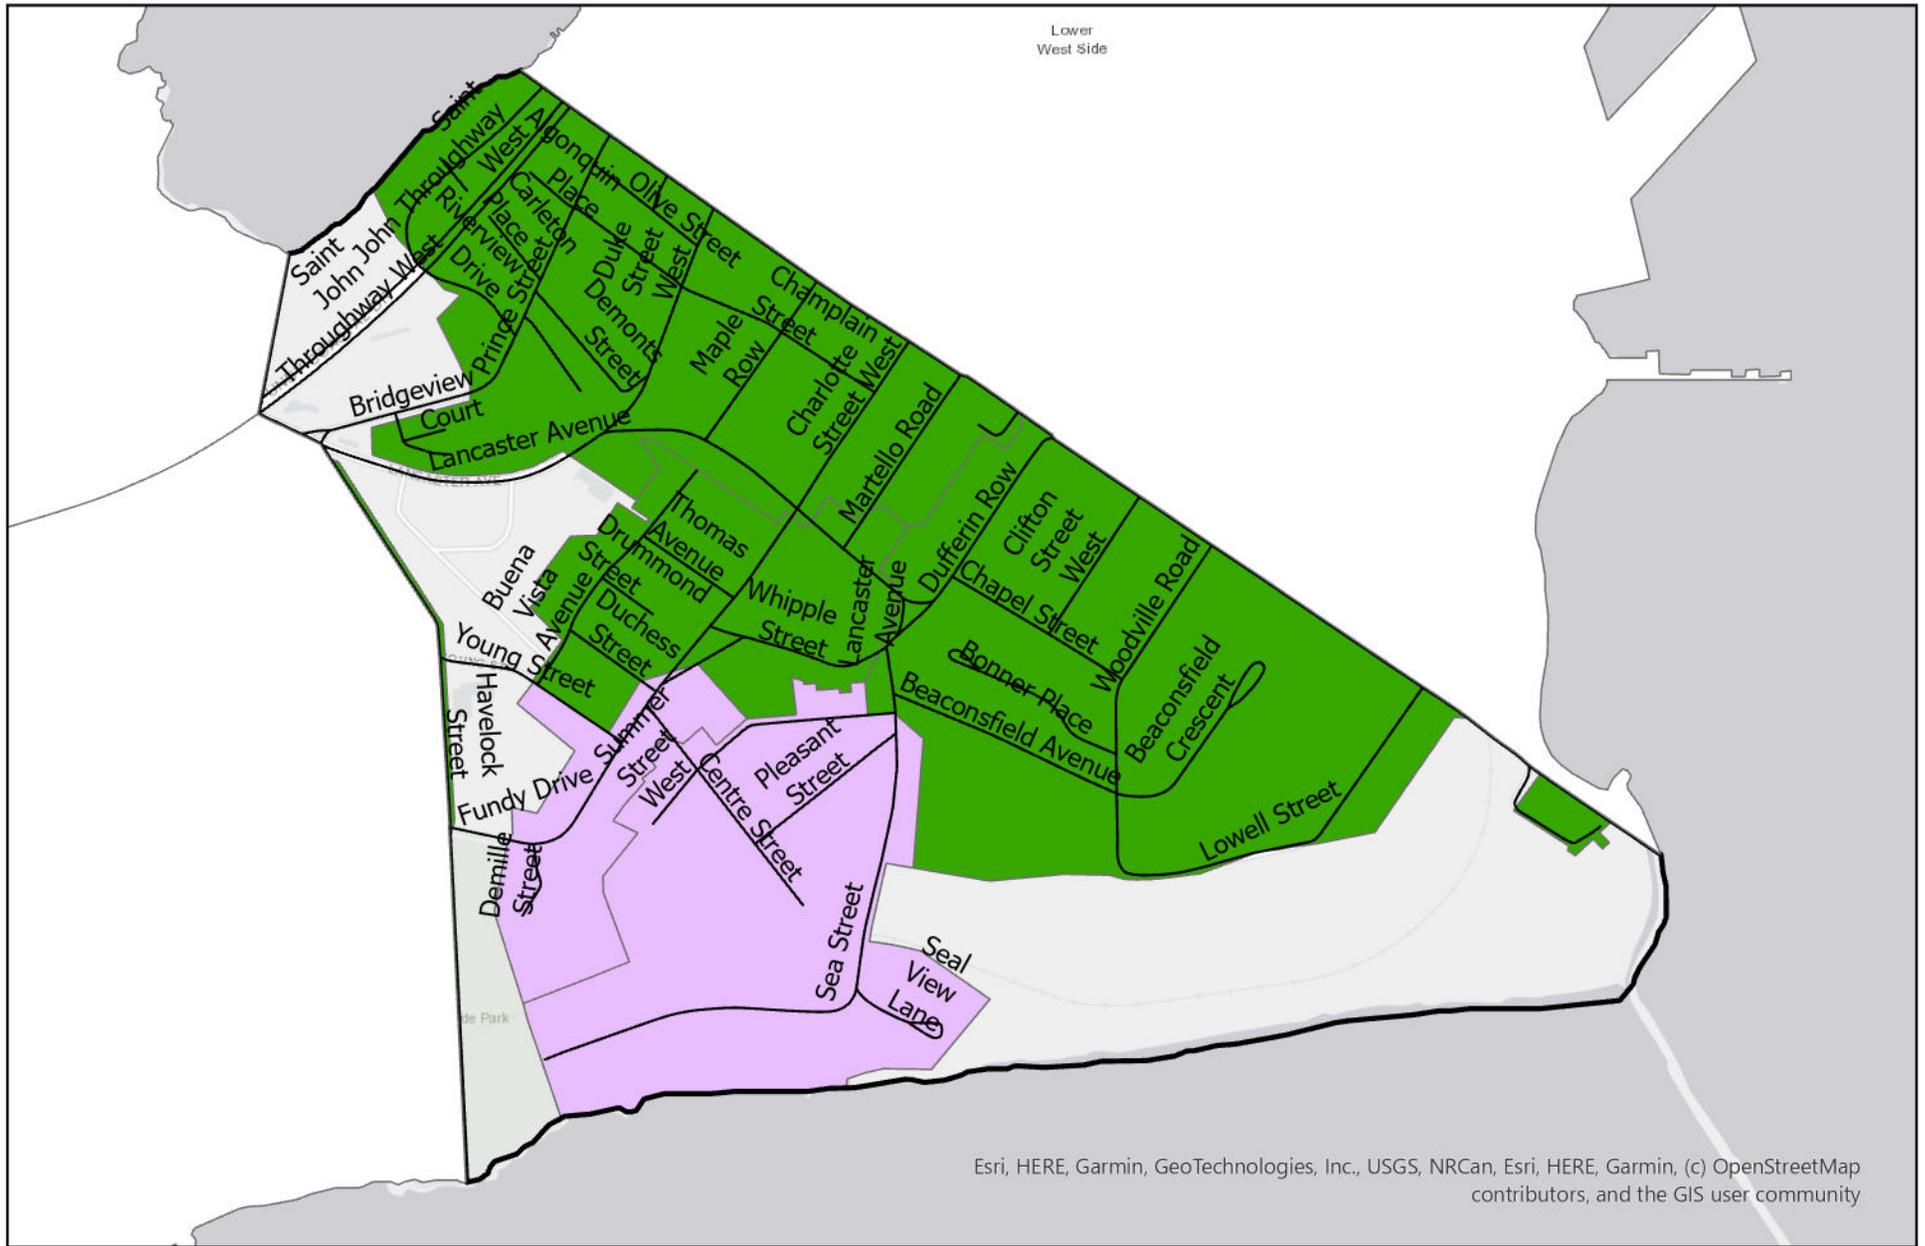 Lower
West Side
Saint
John
Throughway
West
Algonquin
Place
Olive Street
Carleton
Place
Riverview
Drive
Duke
Street
West
Saint
John
Throughway West
Prince Street
Demonts
Street
Champlain
Street
Maple
Row
Charlotte
Street West
Bridgeview
Court
Lancaster Avenue
Martello Road
Thomas
Avenue
Drummond
Street
Dufferin Row
Clifton
Street
West
Buena
Vista
Avenue
Duchess
Street
Whipple
Street
Lancaster
Avenue
Chapel Street
Woodville Road
Young Street
Bonner Place
Beaconsfield
Crescent
Beaconsfield Avenue
Havelock
Street
Summer
Street
West
Pleasant
Street
Centre Street
Fundy Drive
Lowell Street
Demille
Street
Sea Street
Seal
View
Lane
de Park
Esri, HERE, Garmin, GeoTechnologies, Inc., USGS, NRCan, Esri, HERE, Garmin, (c) OpenStreetMap
contributors, and the GIS user community